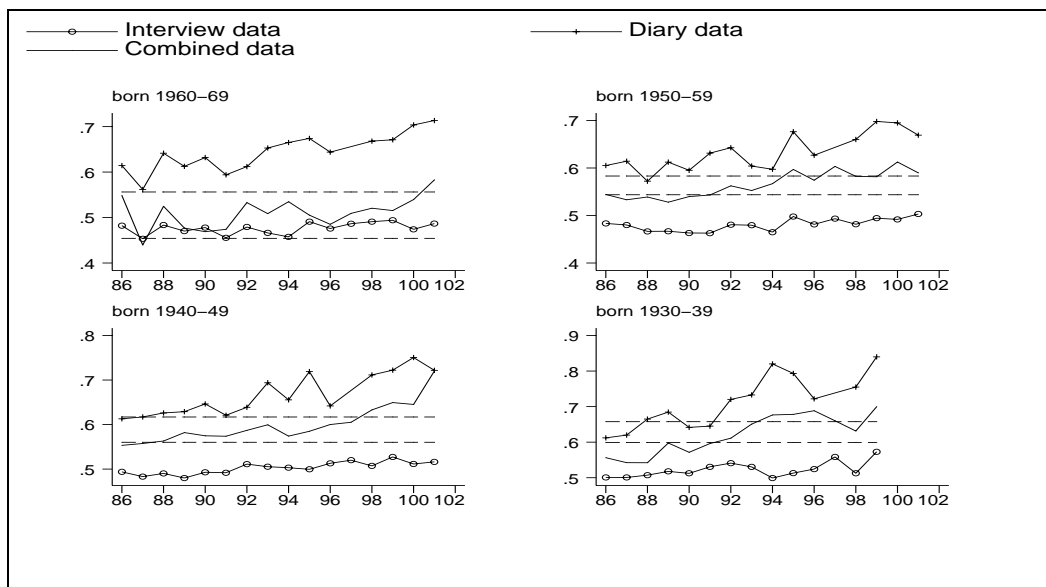 Interview data Diary data
Combined data
born 1960−69 born 1950−59
.7 .7
.6 .6
.5 .5
.4 .4
86 88 90 92 94 96 98 100 102 86 88 90 92 94 96 98 100 102
born 1940−49 born 1930−39
.8 .9
.7 .8
.6 .7
.5 .6
.5
86 88 90 92 94 96 98 100 102 86 88 90 92 94 96 98 100 102